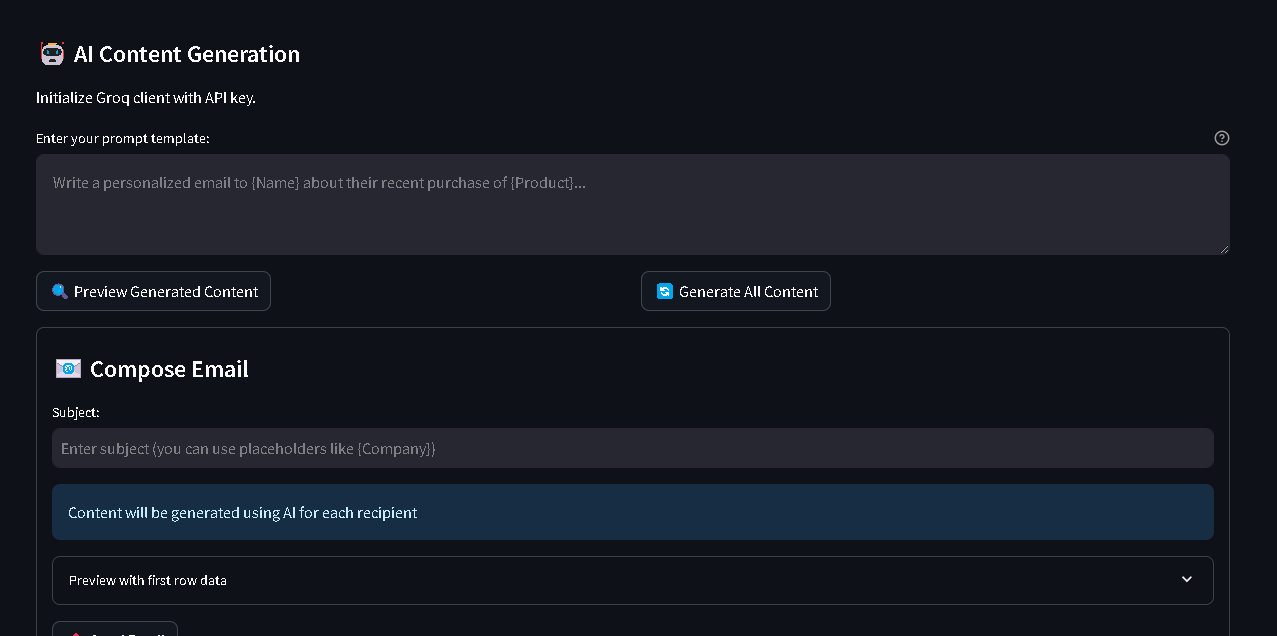 AI Content Generation
Initialize Groq client with API key.
Enter your prompt template:
Write a personalized email to {Name} about their recent purchase of {Product}...
Preview Generated Content
Generate All Content
Compose Email
Subject:
Enter subject (you can use placeholders like {Company})
Content will be generated using AI for each recipient
Preview with first row data